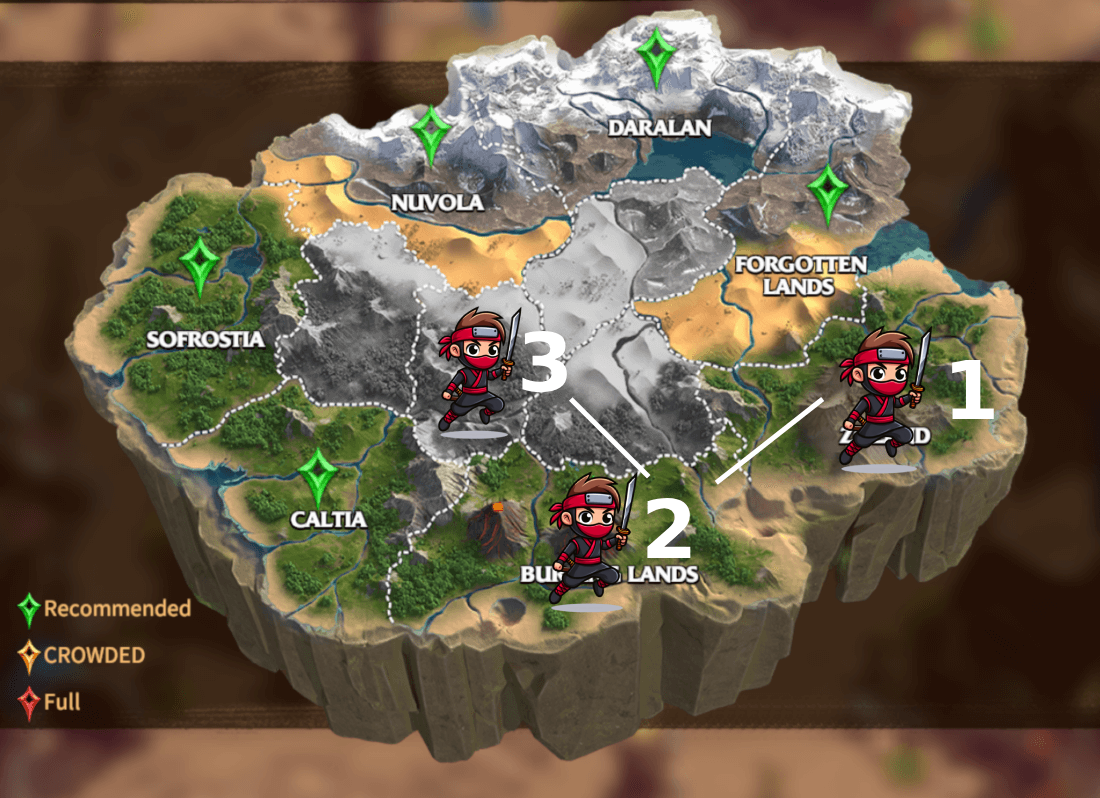 DARALAN
NUVOLA
FORGOTTEN
LANDS
SOFROSTIA
3
1
CALTIA
2
LANDS
Recommended
CROWDED
Full